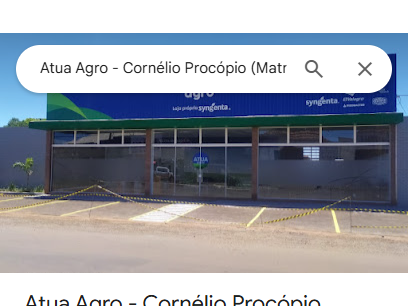 Atua Agro - Cornélio Procópio (Matr
agro
Loja própria syngenta.
syngenta.
ATUA
Atua Agro - Cornélio Procópio